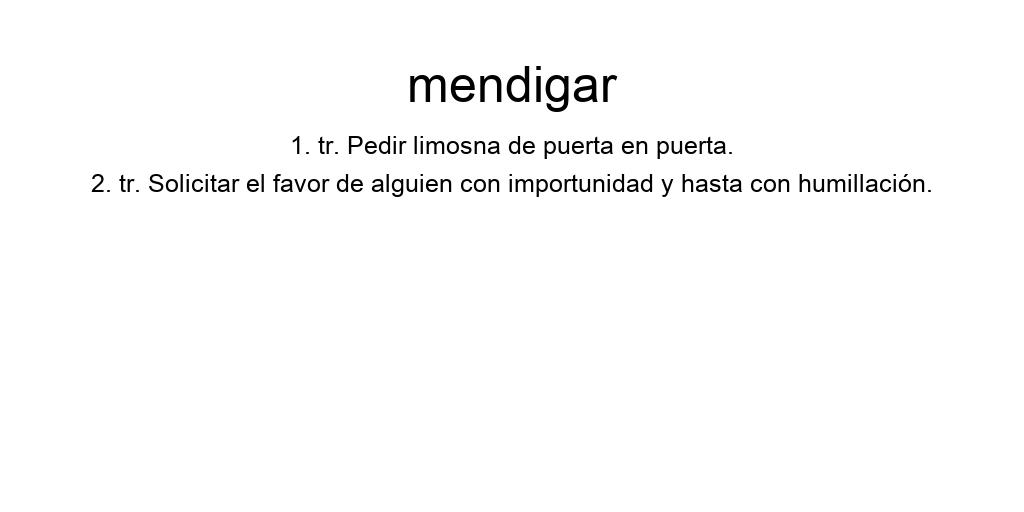 mendigar
1. tr. Pedir limosna de puerta en puerta.
2. tr. Solicitar el favor de alguien con importunidad y hasta con humillación.